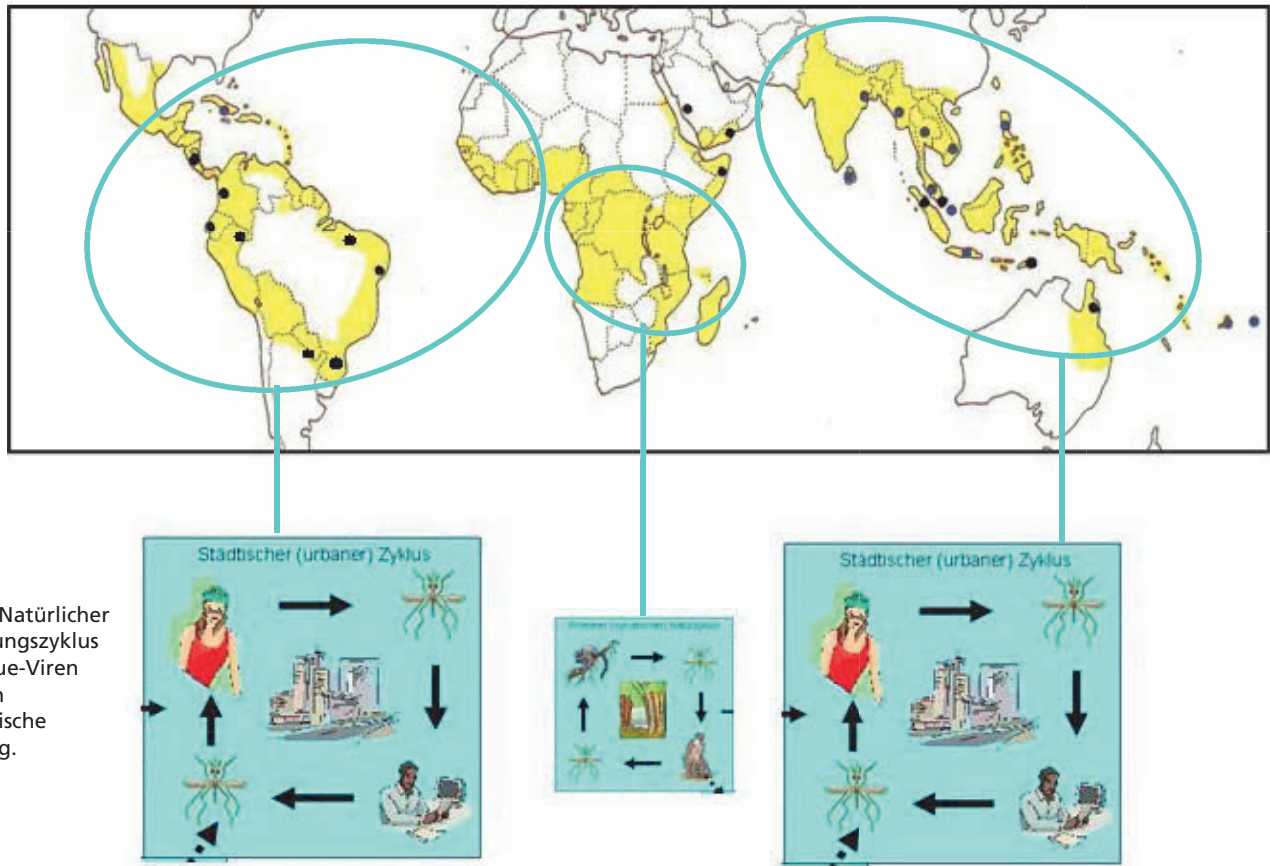 Städtischer (urbaner) Zyklus
Städtischer (urbaner) Zyklus
Natürlicher
ungszyklus
ue-Viren
n
ische
g.